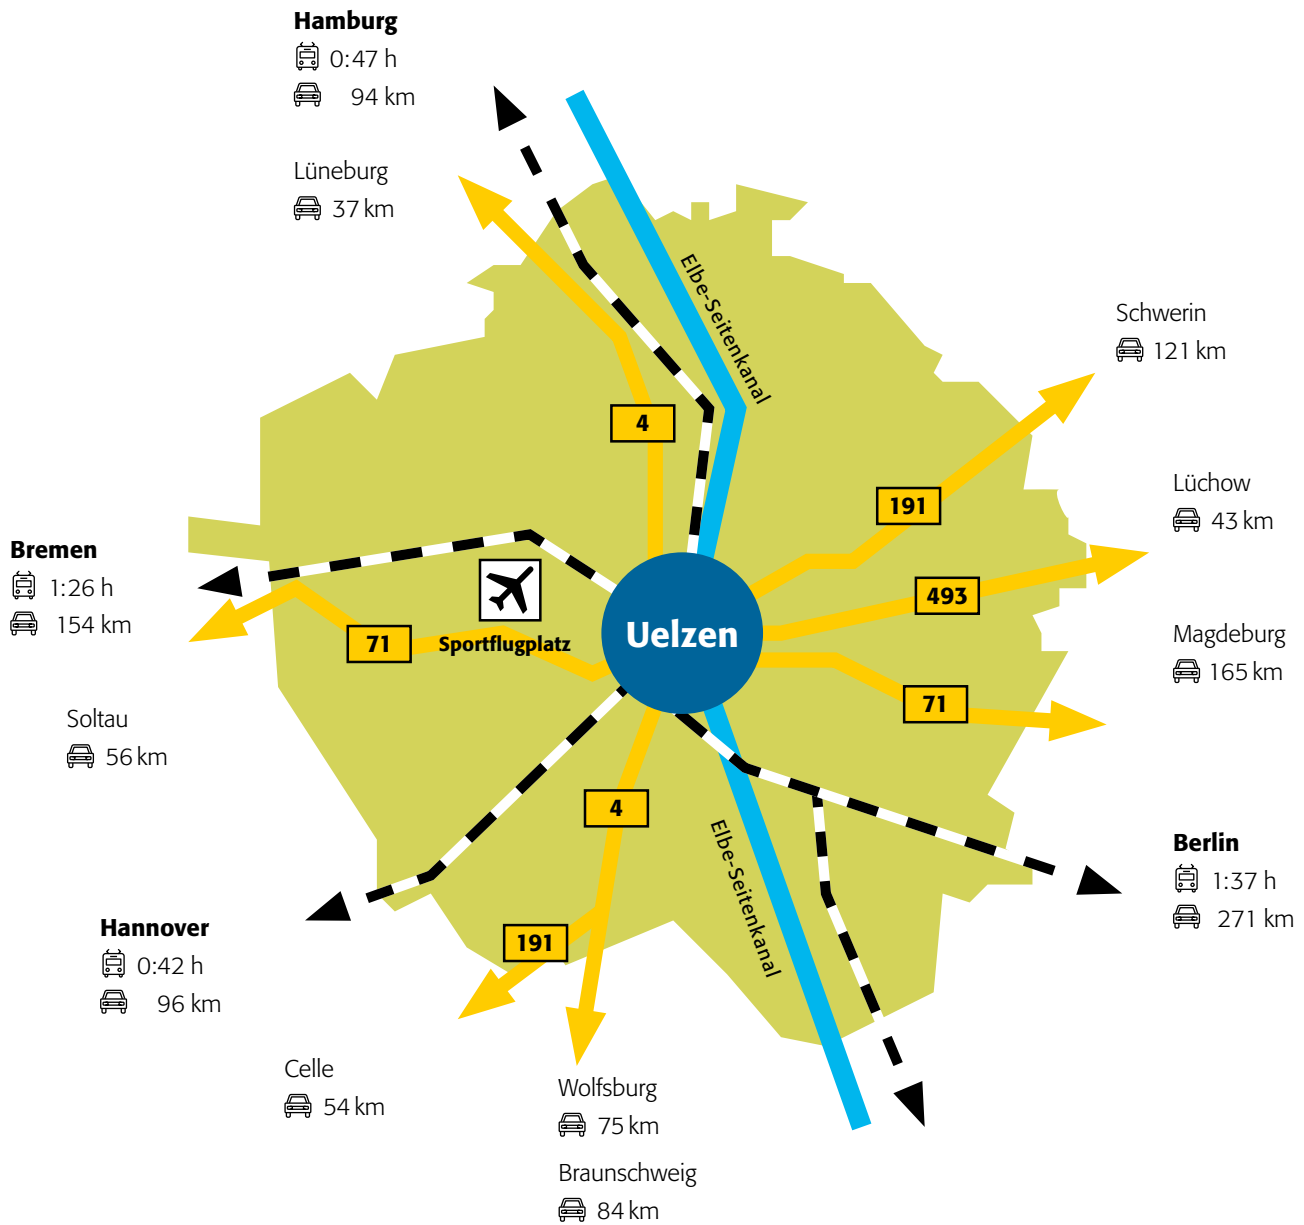 Hamburg
0:47 h
94 km
Lüneburg
37 km
Elbe-Seitenkanal
Schwerin
121 km
4
191
Lüchow
43 km
Bremen
1:26 h
154 km
493
71
Sportflugplatz
Uelzen
Magdeburg
165 km
71
Soltau
56 km
4
Elbe-Seitenkanal
Berlin
1:37 h
271 km
Hannover
0:42 h
96 km
191
Celle
54 km
Wolfsburg
75 km
Braunschweig
84 km